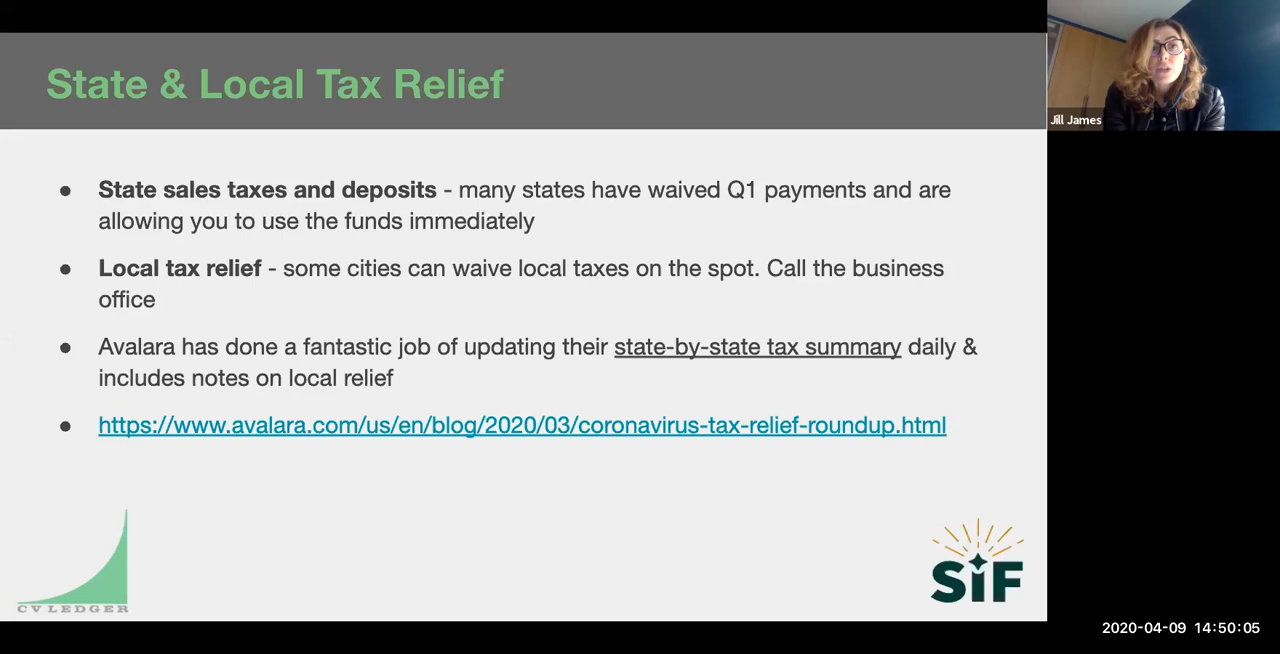 State & Local Tax Relief
Jill James
● State sales taxes and deposits - many states have waived Q1 payments and are
allowing you to use the funds immediately
● Local tax relief - some cities can waive local taxes on the spot. Call the business
office
● Avalara has done a fantastic job of updating their state-by-state tax summary daily &
includes notes on local relief
● https://www.avalara.com/us/en/blog/2020/03/coronavirus-tax-relief-roundup.html
CV LEDGER
SiF
2020-04-09 14:50:05